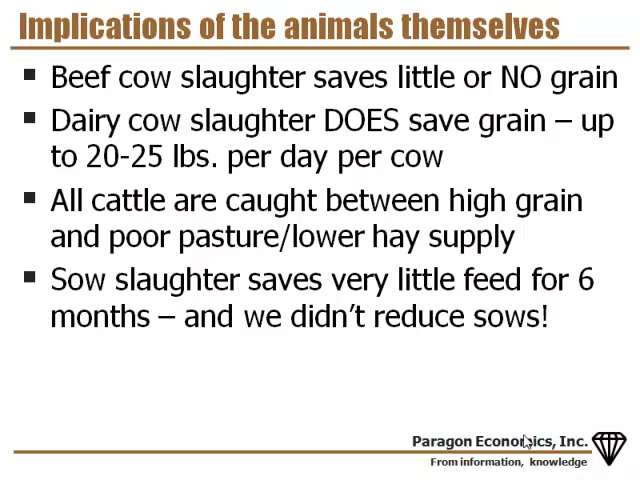 Implications of the animals themselves
▪ Beef cow slaughter saves little or NO grain
▪ Dairy cow slaughter DOES save grain – up
to 20-25 lbs. per day per cow
▪ All cattle are caught between high grain
and poor pasture/lower hay supply
▪ Sow slaughter saves very little feed for 6
months – and we didn’t reduce sows!
Paragon Economics, Inc.
From information, knowledge